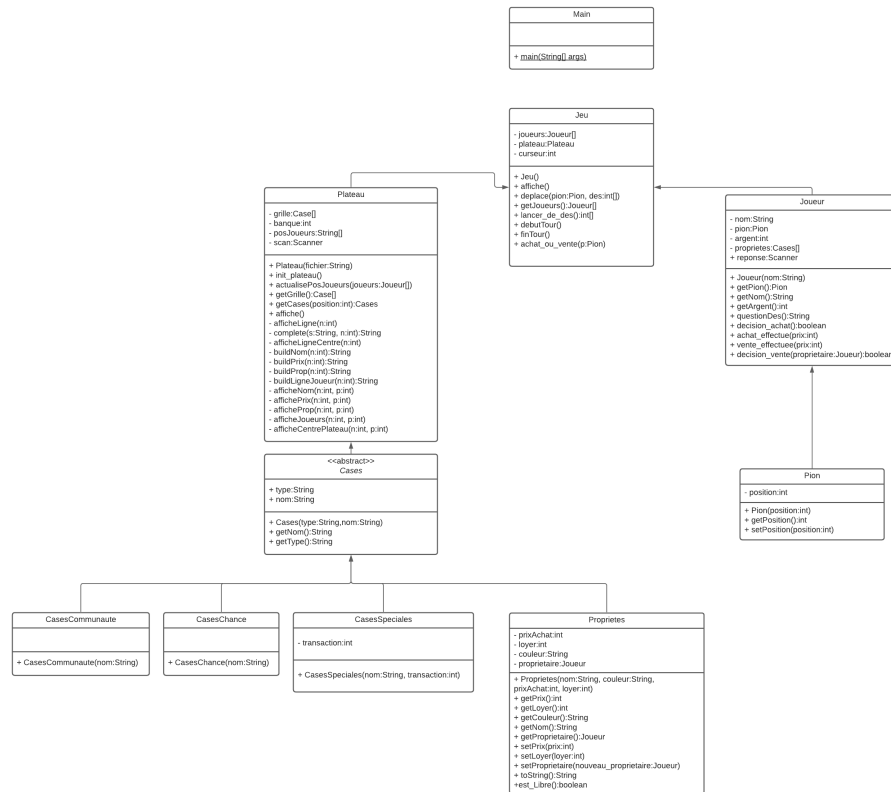 Main
+ main(String[] args)
Jeu
- joueurs:Joueur[]
- plateau:Plateau
- curseur:int
+ Jeu()
+ affiche()
+ deplace(pion:Pion, des:int[])
+ getJoueurs():Joueur[]
+ lancer_de_des():int[]
+ debutTour()
+ finTour()
+ achat_ou_vente(p:Pion)
Plateau
- grille:Case[]
- banque:int
- posJoueurs:String[]
- scan:Scanner
+ Plateau(fichier:String)
+ init_plateau()
+ actualisePosJoueurs(joueurs:Joueur[])
+ getGrille():Case[]
+ getCases(position:int):Cases
+ affiche()
- afficheLigne(n:int)
- complete(s:String, n:int):String
- afficheLigneCentre(n:int)
- buildNom(n:int):String
- buildPrix(n:int):String
- buildProp(n:int):String
- buildLigneJoueur(n:int):String
- afficheNom(n:int, p:int)
- affichePrix(n:int, p:int)
- afficheProp(n:int, p:int)
- afficheJoueurs(n:int, p:int)
- afficheCentrePlateau(n:int, p:int)
Joueur
- nom:String
- pion:Pion
- argent:int
- proprietes:Cases[]
+ reponse:Scanner
+ Joueur(nom:String)
+ getPion():Pion
+ getNom():String
+ getArgent():int
+ questionDes():String
+ decision_achat():boolean
+ achat_effectue(prix:int)
+ vente_effectuee(prix:int)
+ decision_vente(proprietaire:Joueur):boolean
<<abstract>>
Cases
+ type:String
+ nom:String
+ Cases(type:String,nom:String)
+ getNom():String
+ getType():String
Pion
- position:int
+ Pion(position:int)
+ getPosition():int
+ setPosition(position:int)
CasesCommunaute
+ CasesCommunaute(nom:String)
CasesChance
+ CasesChance(nom:String)
CasesSpeciales
- transaction:int
+ CasesSpeciales(nom:String, transaction:int)
Proprietes
- prixAchat:int
- loyer:int
- couleur:String
- proprietaire:Joueur
+ Proprietes(nom:String, couleur:String,
prixAchat:int, loyer:int)
+ getPrix():int
+ getLoyer():int
+ getCouleur():String
+ getNom():String
+ getProprietaire():Joueur
+ setPrix(prix:int)
+ setLoyer(loyer:int)
+ setProprietaire(nouveau_proprietaire:Joueur)
+ toString():String
+est_Libre():boolean